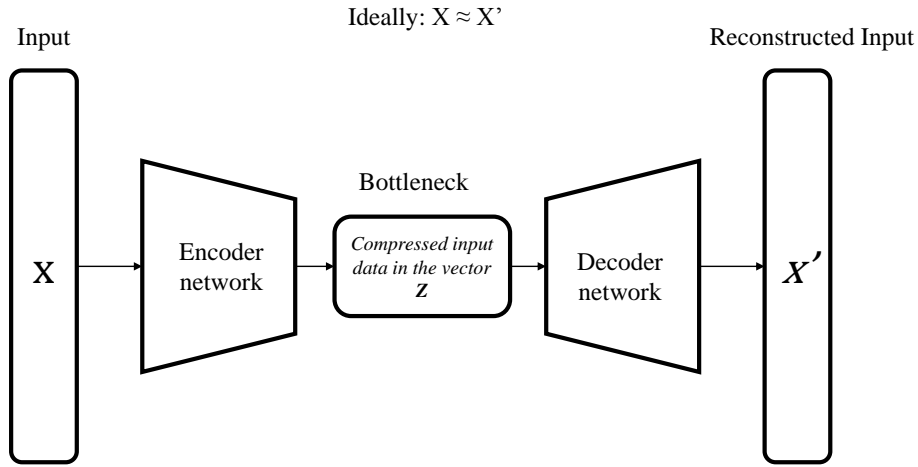 Ideally: X ≈ X’
Input
Reconstructed Input
Bottleneck
X
Encoder
network
Compressed input
data in the vector
Z
Decoder
network
X’